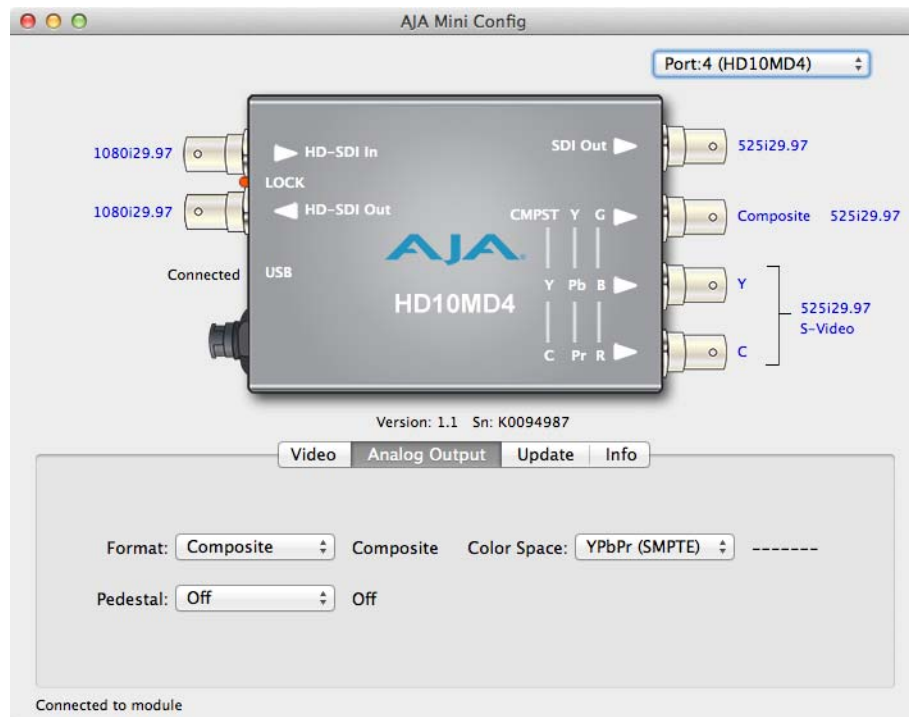 AJA Mini Config
Port:4 (HD10MD4)
1080i29.97
HD-SDI In
SDI Out
525i29.97
LOCK
1080i29.97
HD-SDI Out
CMPST Y G
Composite 525i29.97
AJA
Connected
USB
Y Pb B
Y
HD10MD4
525i29.97
S-Video
C Pr R
C
Version: 1.1 Sn: K0094987
Video Analog Output Update Info
Format: Composite Composite Color Space: YPbPr (SMPTE) -------
Pedestal: Off Off
Connected to module